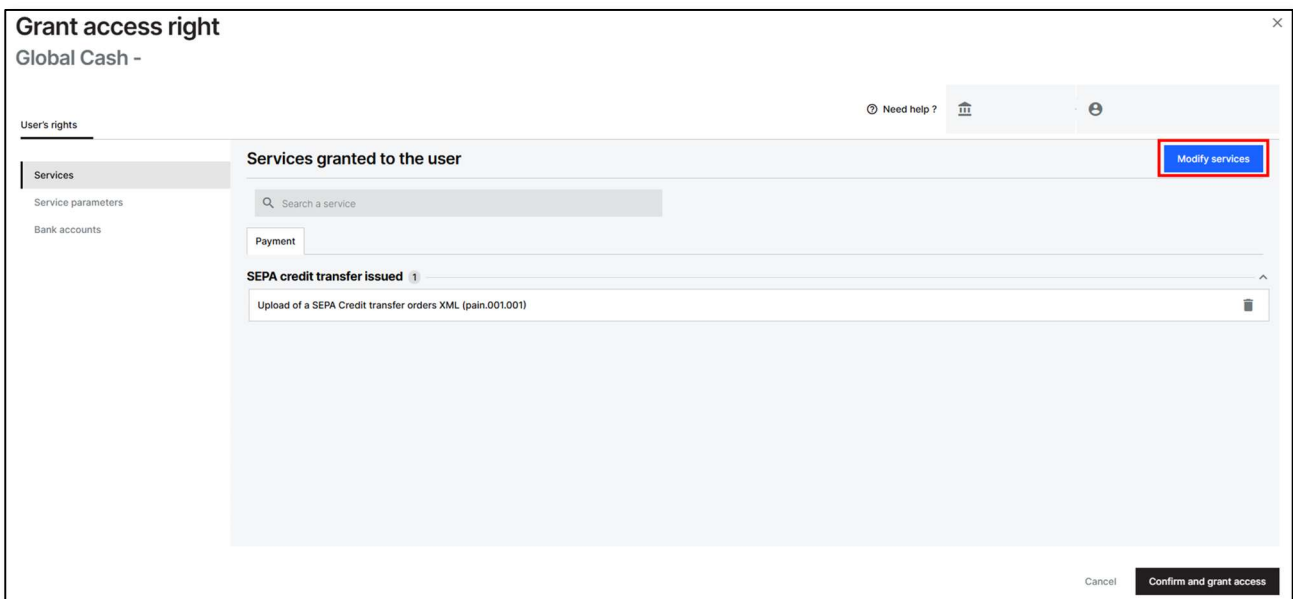 Grant access right
Global Cash -
Need help ?
User's rights
Services granted to the user
Modify services
Services
Service parameters
Bank accounts
Search a service
Payment
SEPA credit transfer issued 1
Upload of a SEPA Credit transfer orders XML (pain.001.001)
Cancel
Confirm and grant access